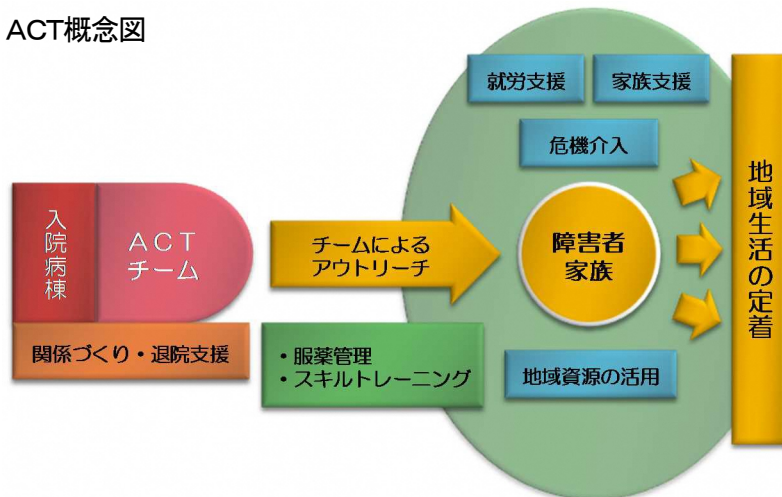 ACT概念図
就労支援
家族支援
危機介入
入院病棟
ACT
チーム
チームによる
アウトリーチ
障害者
家族
地域生活の定着
関係づくり・退院支援
・服薬管理
・スキルトレーニング
地域資源の活用